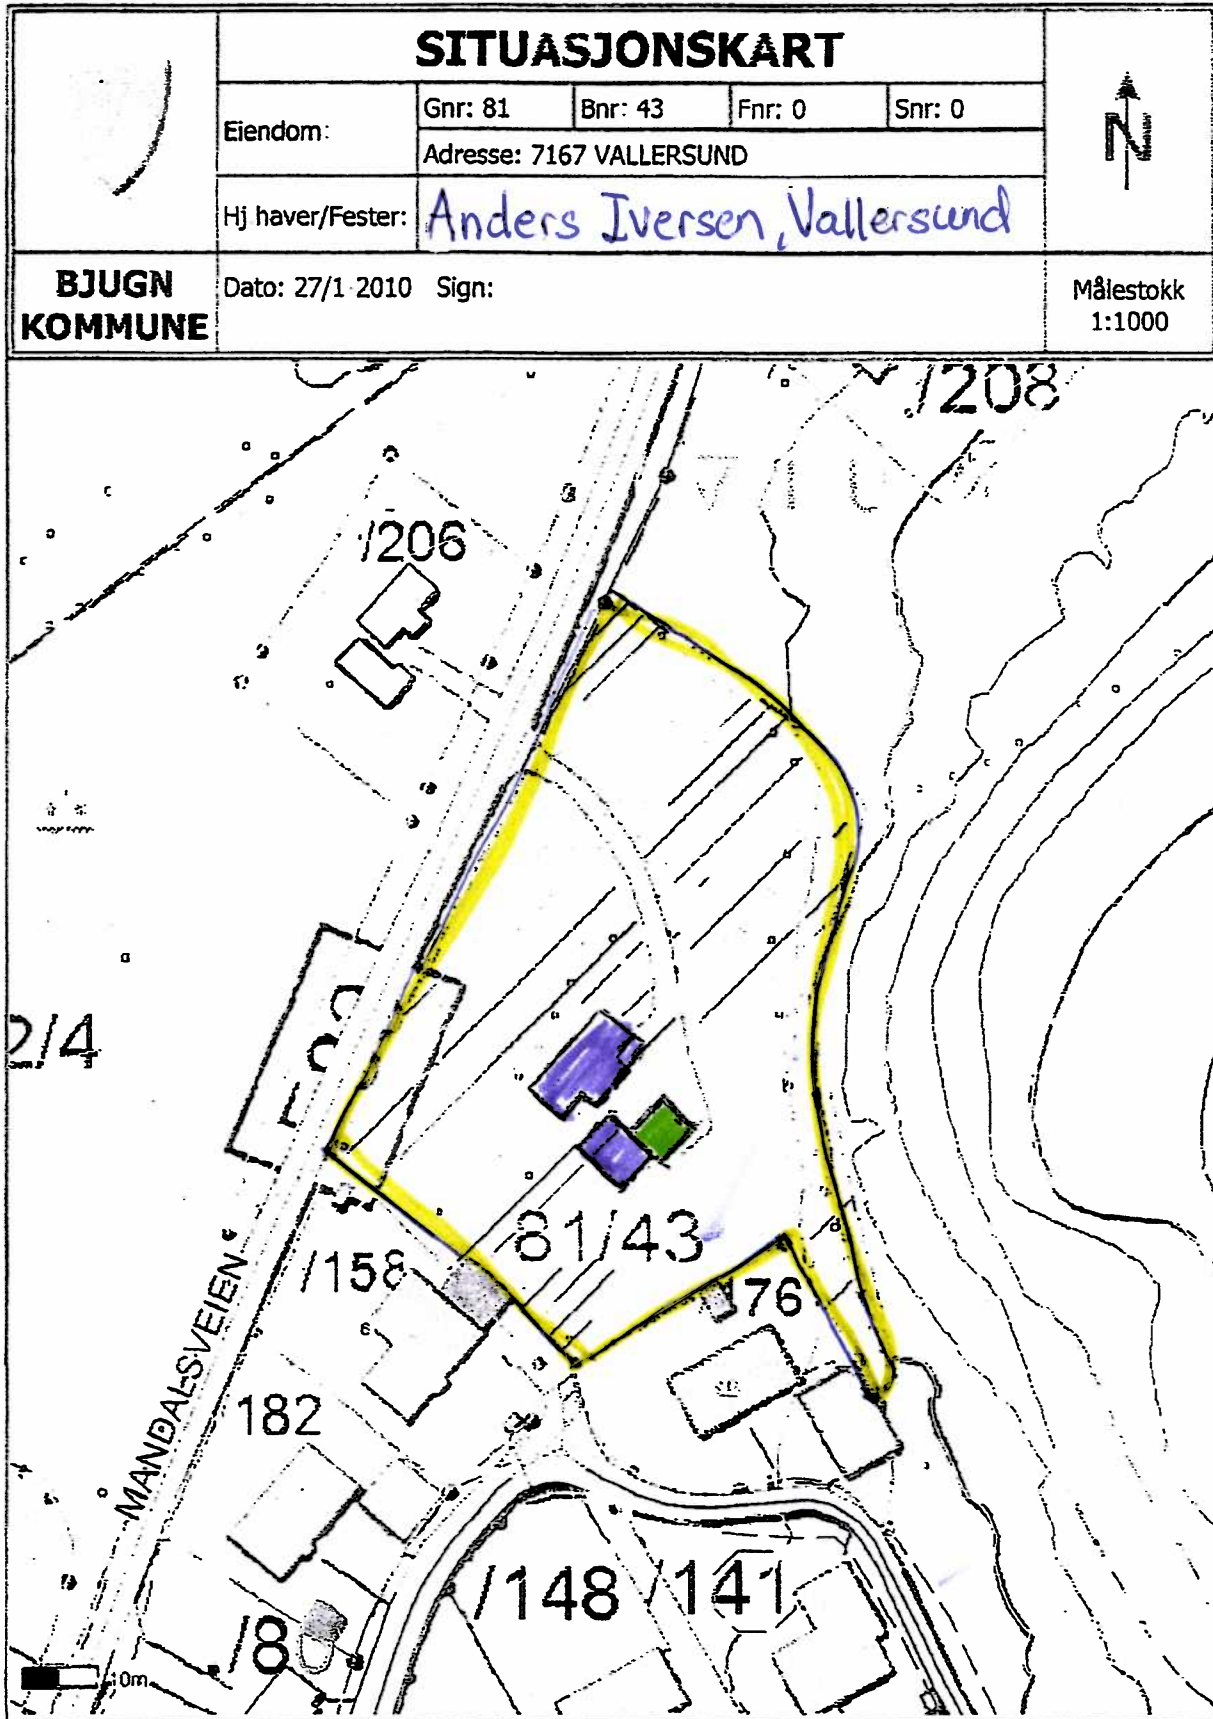 SITUASJONSKART
Eiendom:
Gnr: 81
Bnr: 43
Fnr: 0
Snr: 0
Adresse: 7167 VALLERSUND
Hj haver/Fester:
Anders Iversen, Vallersund
N
BJUGN
KOMMUNE
Dato: 27/1 2010 Sign:
Målestokk
1:1000
/208
/206
2/4
81/43
/158
76
MANDALSVEIEN
182
/148
/141
/8
10m